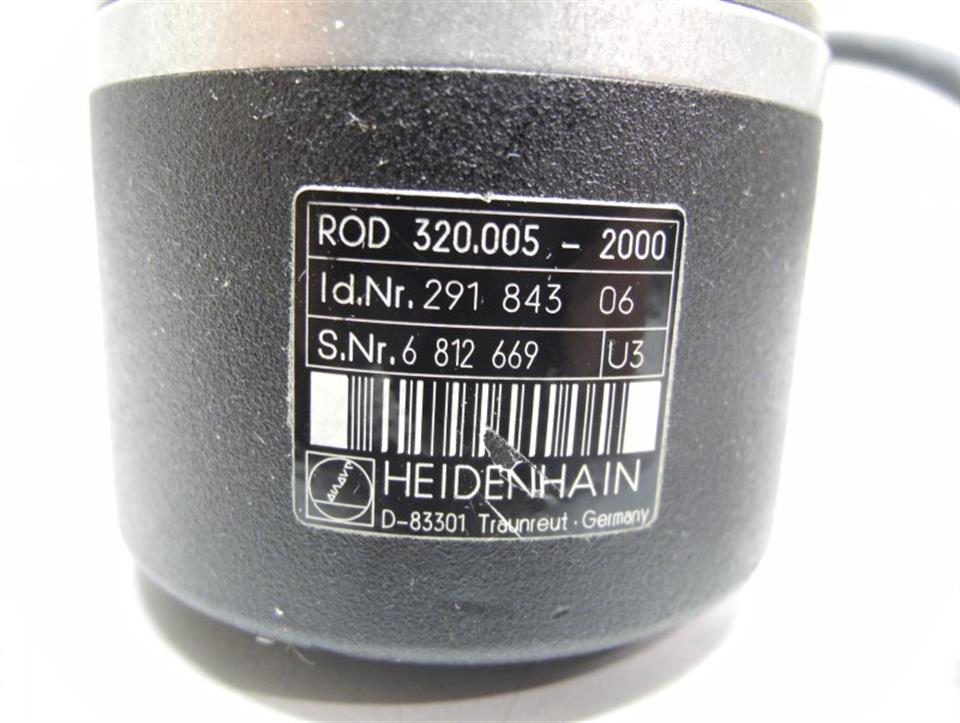 ROD 320.005 - 2000
Id.Nr. 291 843 06
S.Nr. 6 812 669 U3
HEIDENHAIN
D-83301 Traunreut · Germany